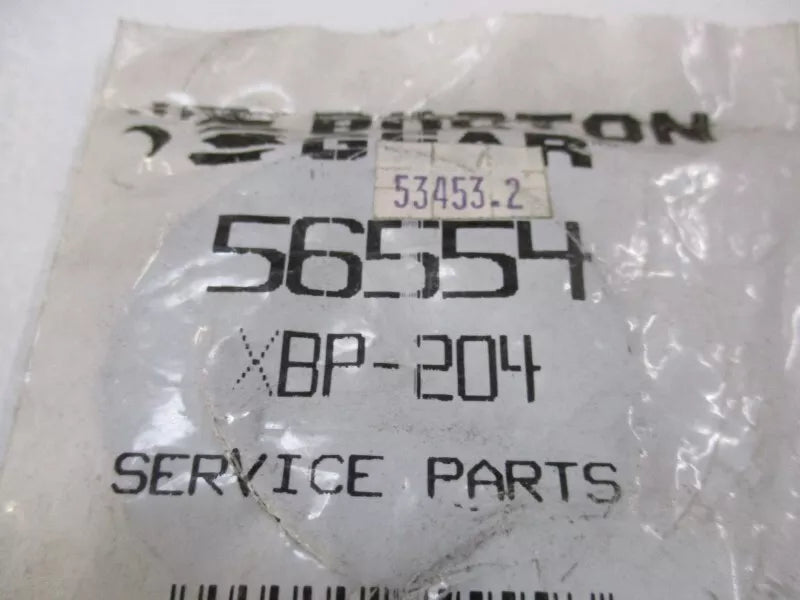 BOSTON
GEAR
53453.2
56554
XBP-204
SERVICE PARTS